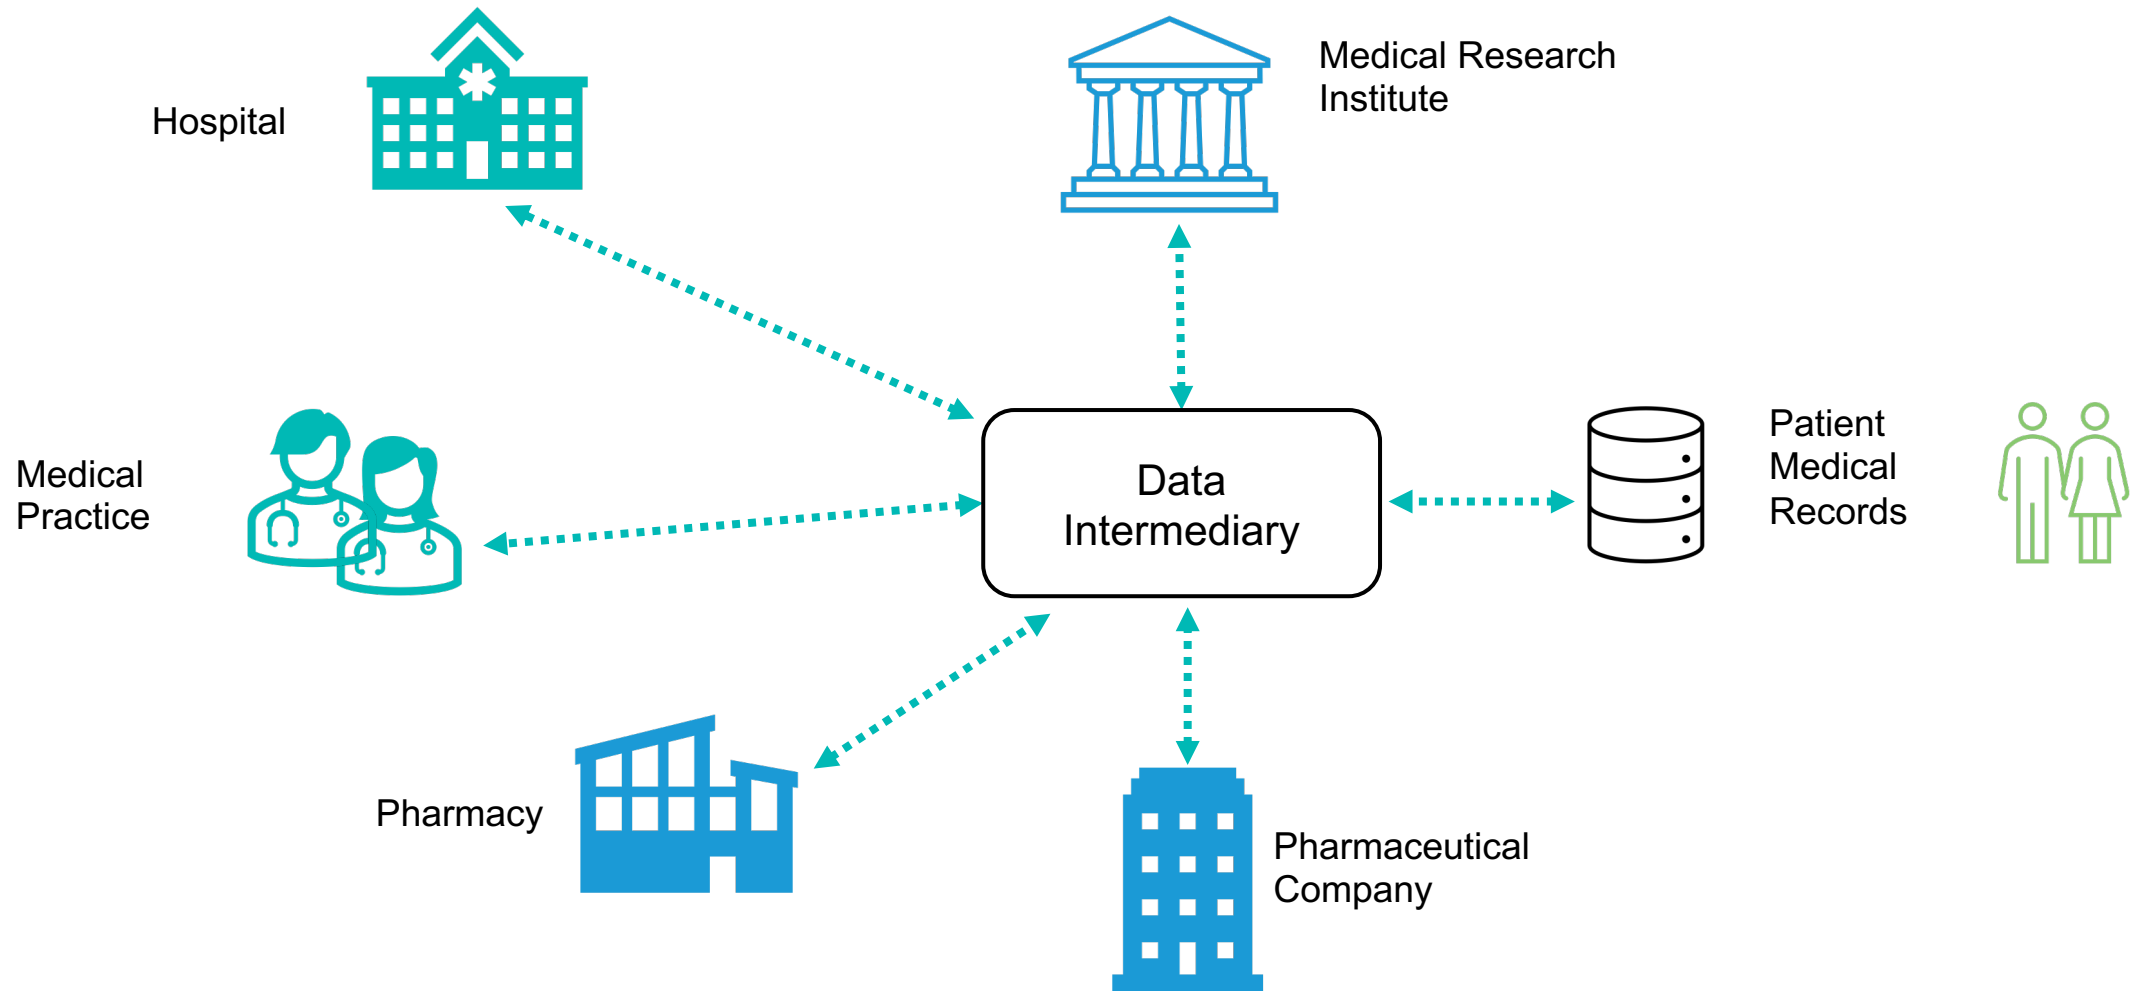 Hospital
Medical Research
Institute
Medical
Practice
Data
Intermediary
Patient
Medical
Records
Pharmacy
Pharmaceutical
Company